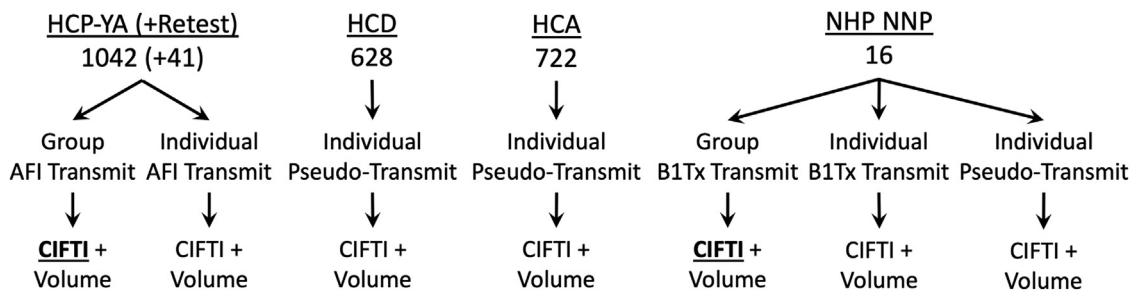 HCP-YA (+Retest)
1042 (+41)
HCD
628
HCA
722
NHP NNP
16
Group
AFI Transmit
Individual
AFI Transmit
Individual
Pseudo-Transmit
Individual
Pseudo-Transmit
Group
B1Tx Transmit
Individual
B1Tx Transmit
Individual
Pseudo-Transmit
CIFTI +
Volume
CIFTI +
Volume
CIFTI +
Volume
CIFTI +
Volume
CIFTI +
Volume
CIFTI +
Volume
CIFTI +
Volume